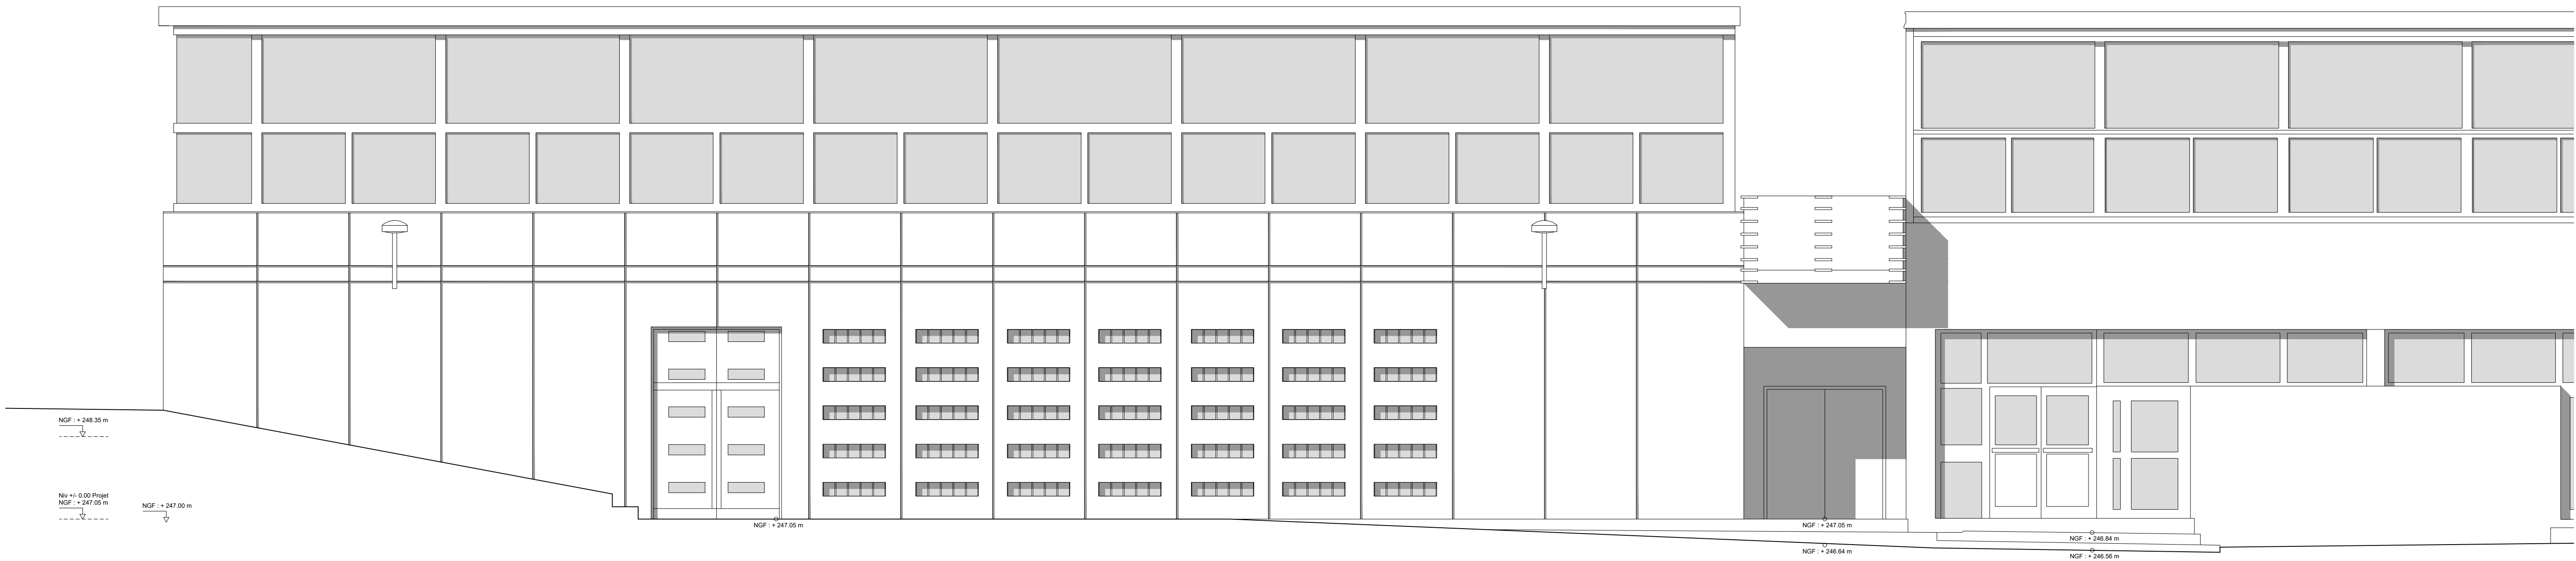 NGF : + 248.35 m
Niv +/- 0.00 Projet
NGF : + 247.05 m
NGF : + 247.00 m
NGF : + 247.05 m
NGF : + 247.05 m
NGF : + 246.64 m
NGF : + 246.84 m
NGF : + 246.56 m